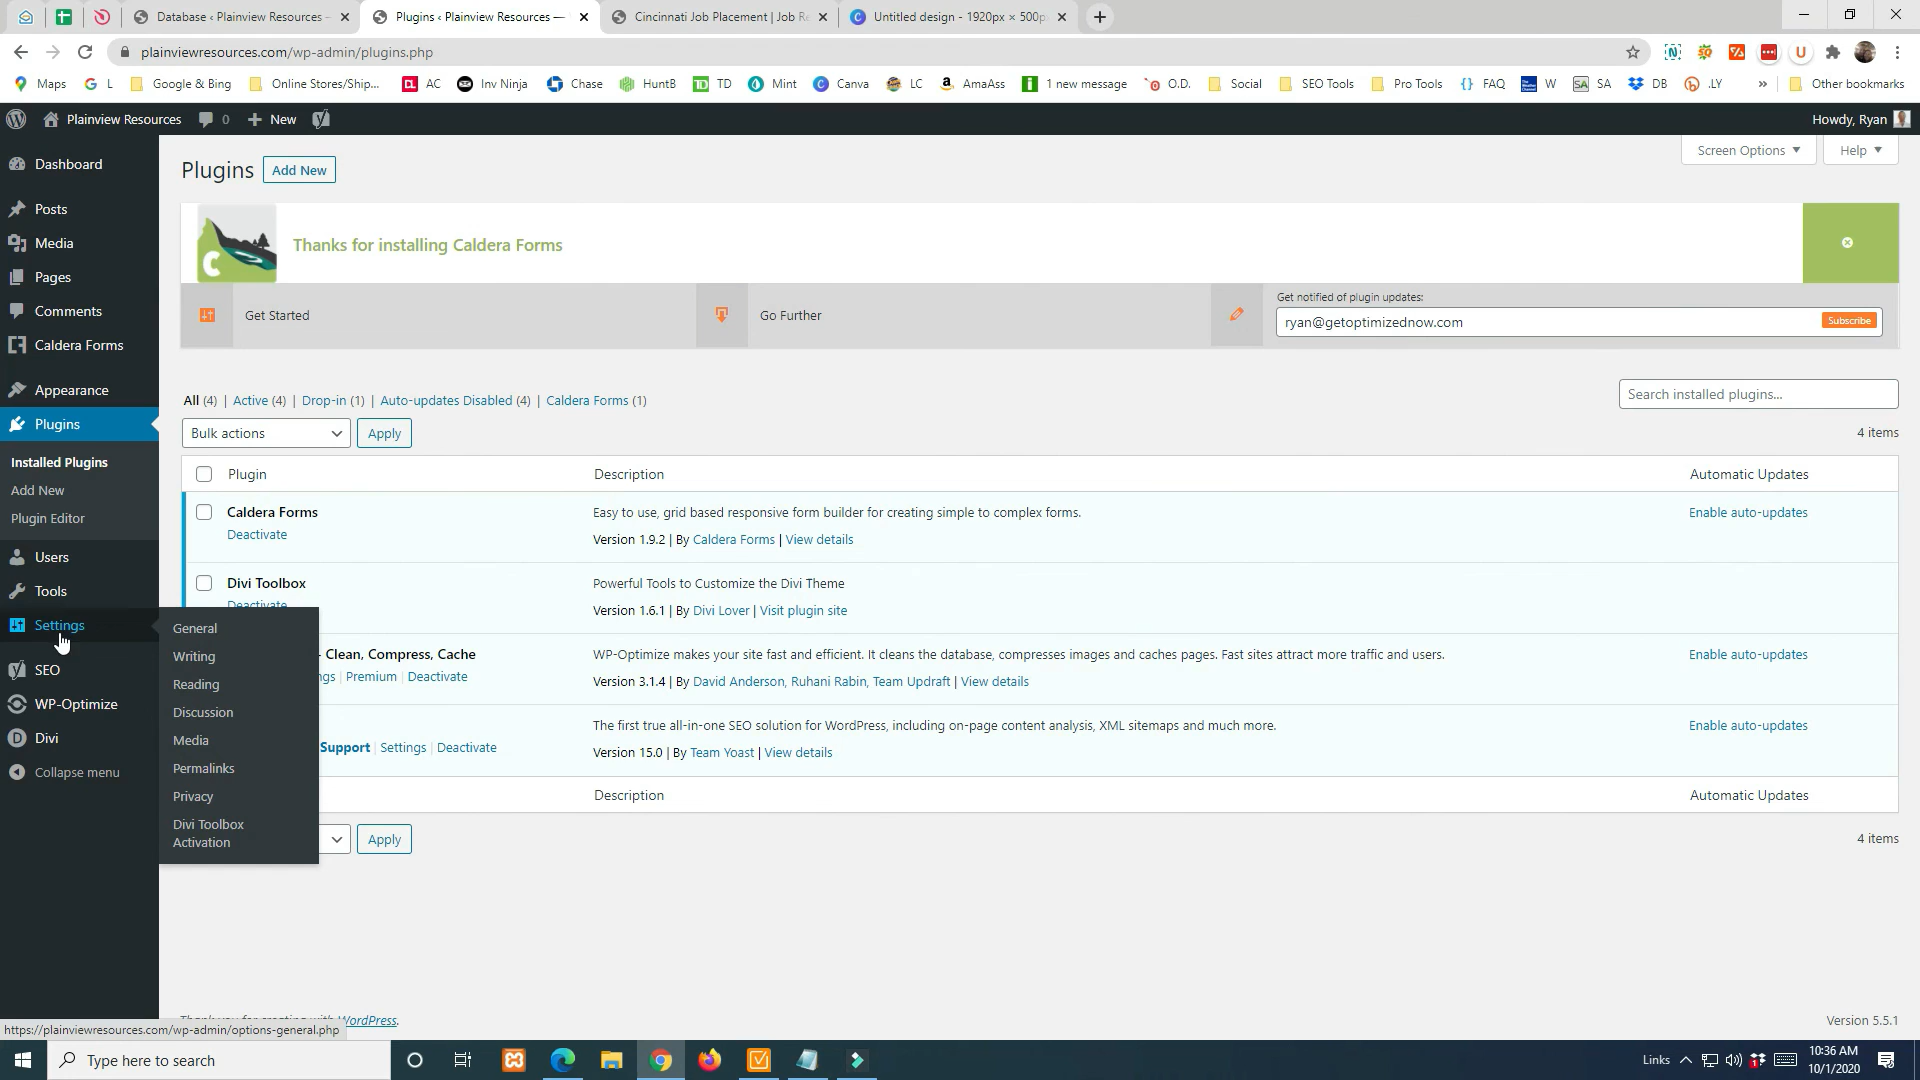 Database ‹ Plainview Resources —
Plugins ‹ Plainview Resources —
Cincinnati Job Placement | Job Re
Untitled design - 1920px × 500p
plainviewresources.com/wp-admin/plugins.php
Maps
L
Google & Bing
Online Stores/Ship...
AC
Inv Ninja
Chase
HuntB
TD
Mint
Canva
LC
AmaAss
1 new message
O.D.
Social
SEO Tools
Pro Tools
FAQ
W
SA
DB
.LY
»
Other bookmarks
Plainview Resources
0
New
Howdy, Ryan
Dashboard
Posts
Media
Pages
Comments
Caldera Forms
Appearance
Plugins
Installed Plugins
Add New
Plugin Editor
Users
Tools
Settings
SEO
WP-Optimize
Divi
Collapse menu
General
Writing
Reading
Discussion
Media
Permalinks
Privacy
Divi Toolbox
Activation
Plugins
Add New
Screen Options
Help
Thanks for installing Caldera Forms
Get Started
Go Further
Get notified of plugin updates:
ryan@getoptimizednow.com
Subscribe
All (4) | Active (4) | Drop-in (1) | Auto-updates Disabled (4) | Caldera Forms (1)
Search installed plugins...
Bulk actions
Apply
4 items
Plugin
Description
Automatic Updates
Caldera Forms
Deactivate
Easy to use, grid based responsive form builder for creating simple to complex forms.
Version 1.9.2 | By Caldera Forms | View details
Enable auto-updates
Divi Toolbox
Deactivate
Powerful Tools to Customize the Divi Theme
Version 1.6.1 | By Divi Lover | Visit plugin site
- Clean, Compress, Cache
ngs | Premium | Deactivate
WP-Optimize makes your site fast and efficient. It cleans the database, compresses images and caches pages. Fast sites attract more traffic and users.
Version 3.1.4 | By David Anderson, Ruhani Rabin, Team Updraft | View details
Enable auto-updates
Support | Settings | Deactivate
The first true all-in-one SEO solution for WordPress, including on-page content analysis, XML sitemaps and much more.
Version 15.0 | By Team Yoast | View details
Enable auto-updates
Description
Automatic Updates
Apply
4 items
Thank you for creating with WordPress.
Version 5.5.1
https://plainviewresources.com/wp-admin/options-general.php
Type here to search
Links
10:36 AM
10/1/2020